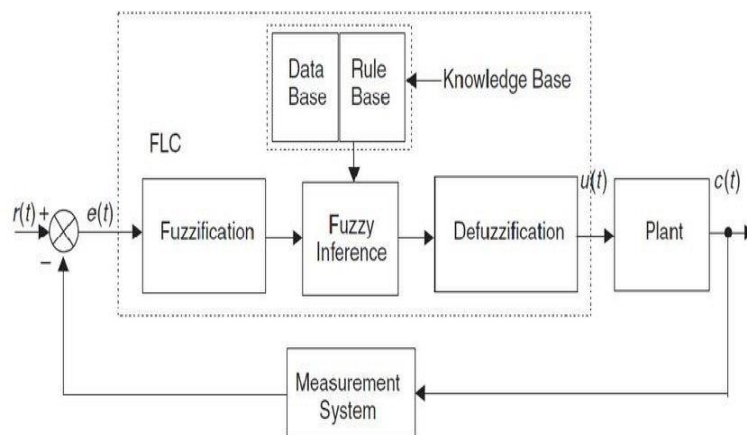 Data
Base
Rule
Base
Knowledge Base
FLC
r(t)+
e(t)
−
Fuzzification
Fuzzy
Inference
Defuzzification
u(t)
Plant
c(t)
Measurement
System